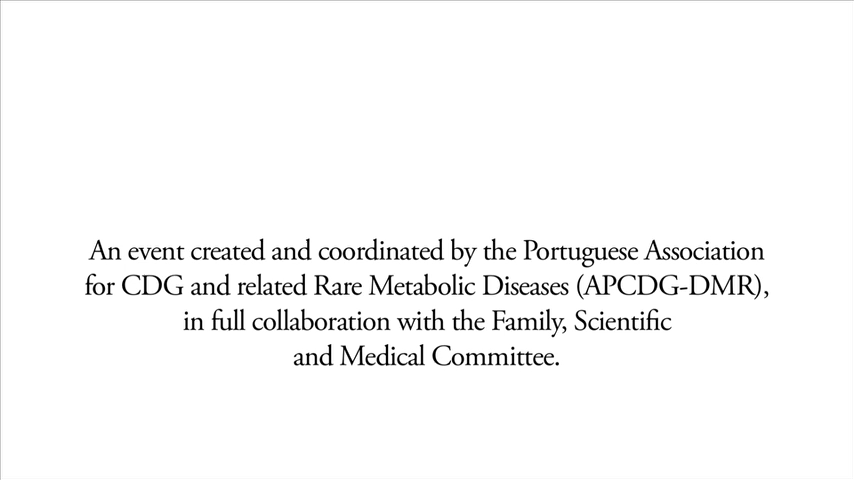 An event created and coordinated by the Portuguese Association
for CDG and related Rare Metabolic Diseases (APCDG-DMR),
in full collaboration with the Family, Scientific
and Medical Committee.